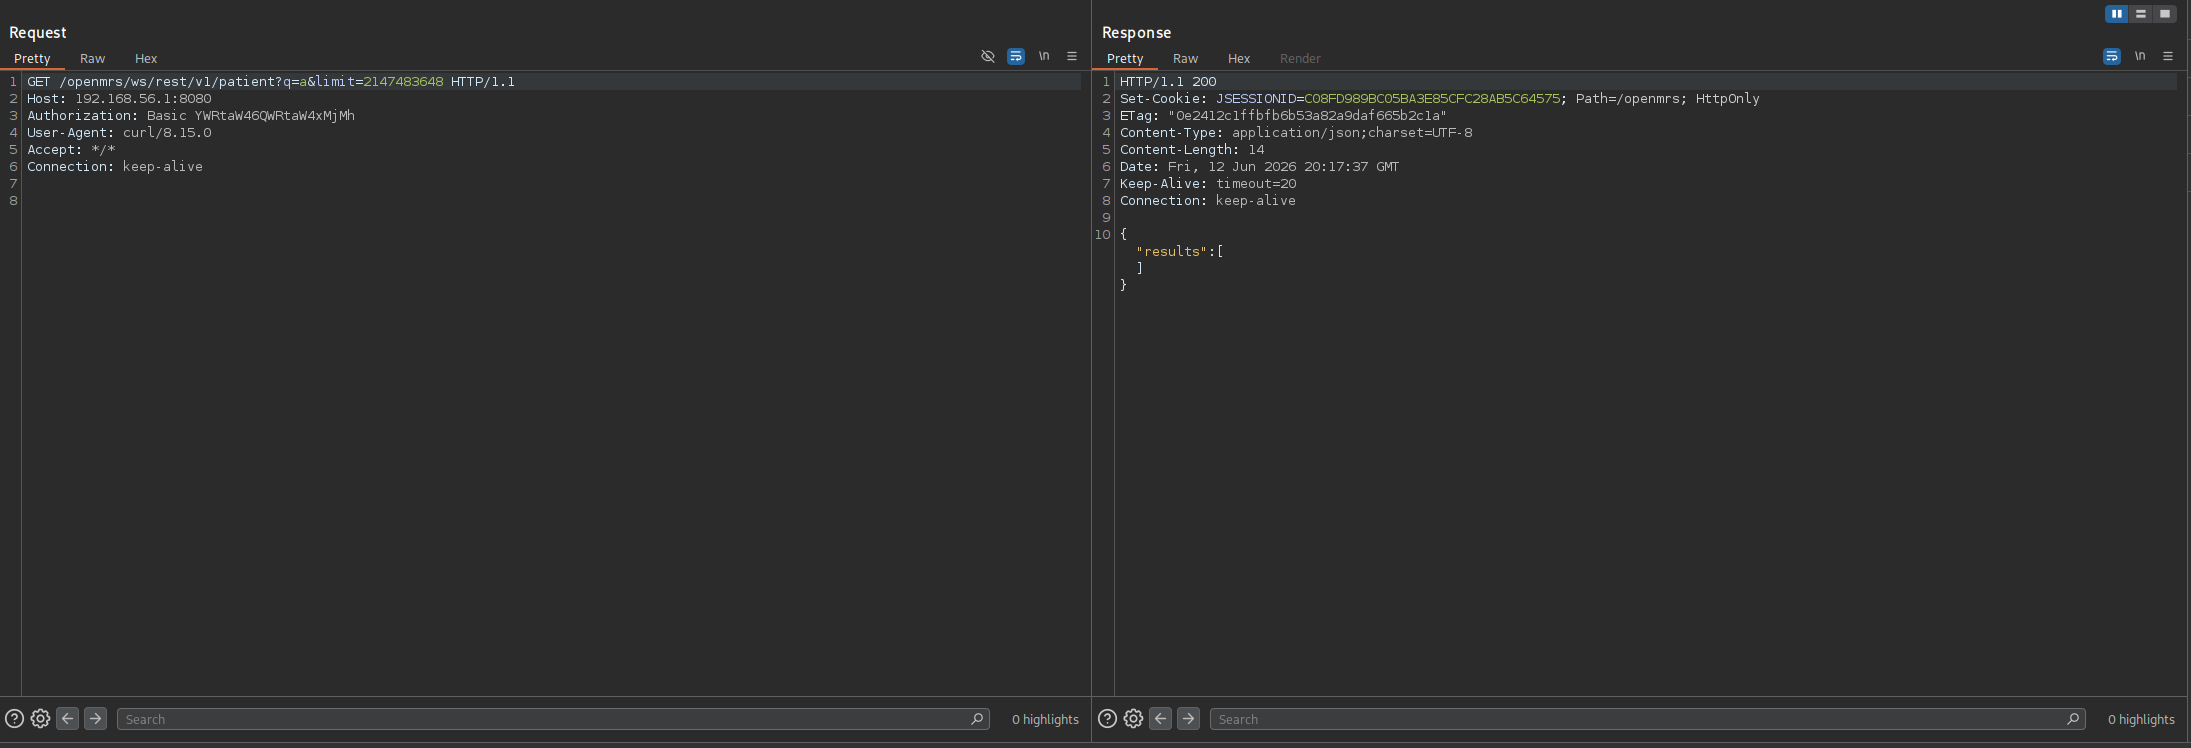 Request
Pretty Raw Hex \n
1 GET /openmrs/ws/rest/v1/patient?q=a&limit=2147483648 HTTP/1.1
2 Host: 192.168.56.1:8080
3 Authorization: Basic YWRtaW46QWRtaW4xMjMh
4 User-Agent: curl/8.15.0
5 Accept: */*
6 Connection: keep-alive
7
8
Search 0 highlights
Response
Pretty Raw Hex Render \n
1 HTTP/1.1 200
2 Set-Cookie: JSESSIONID=C08FD989BC05BA3E85CFC28AB5C64575; Path=/openmrs; HttpOnly
3 ETag: "0e2412c1ffbfb6b53a82a9daf665b2c1a"
4 Content-Type: application/json;charset=UTF-8
5 Content-Length: 14
6 Date: Fri, 12 Jun 2026 20:17:37 GMT
7 Keep-Alive: timeout=20
8 Connection: keep-alive
9
10 {
"results":[
]
}
Search 0 highlights